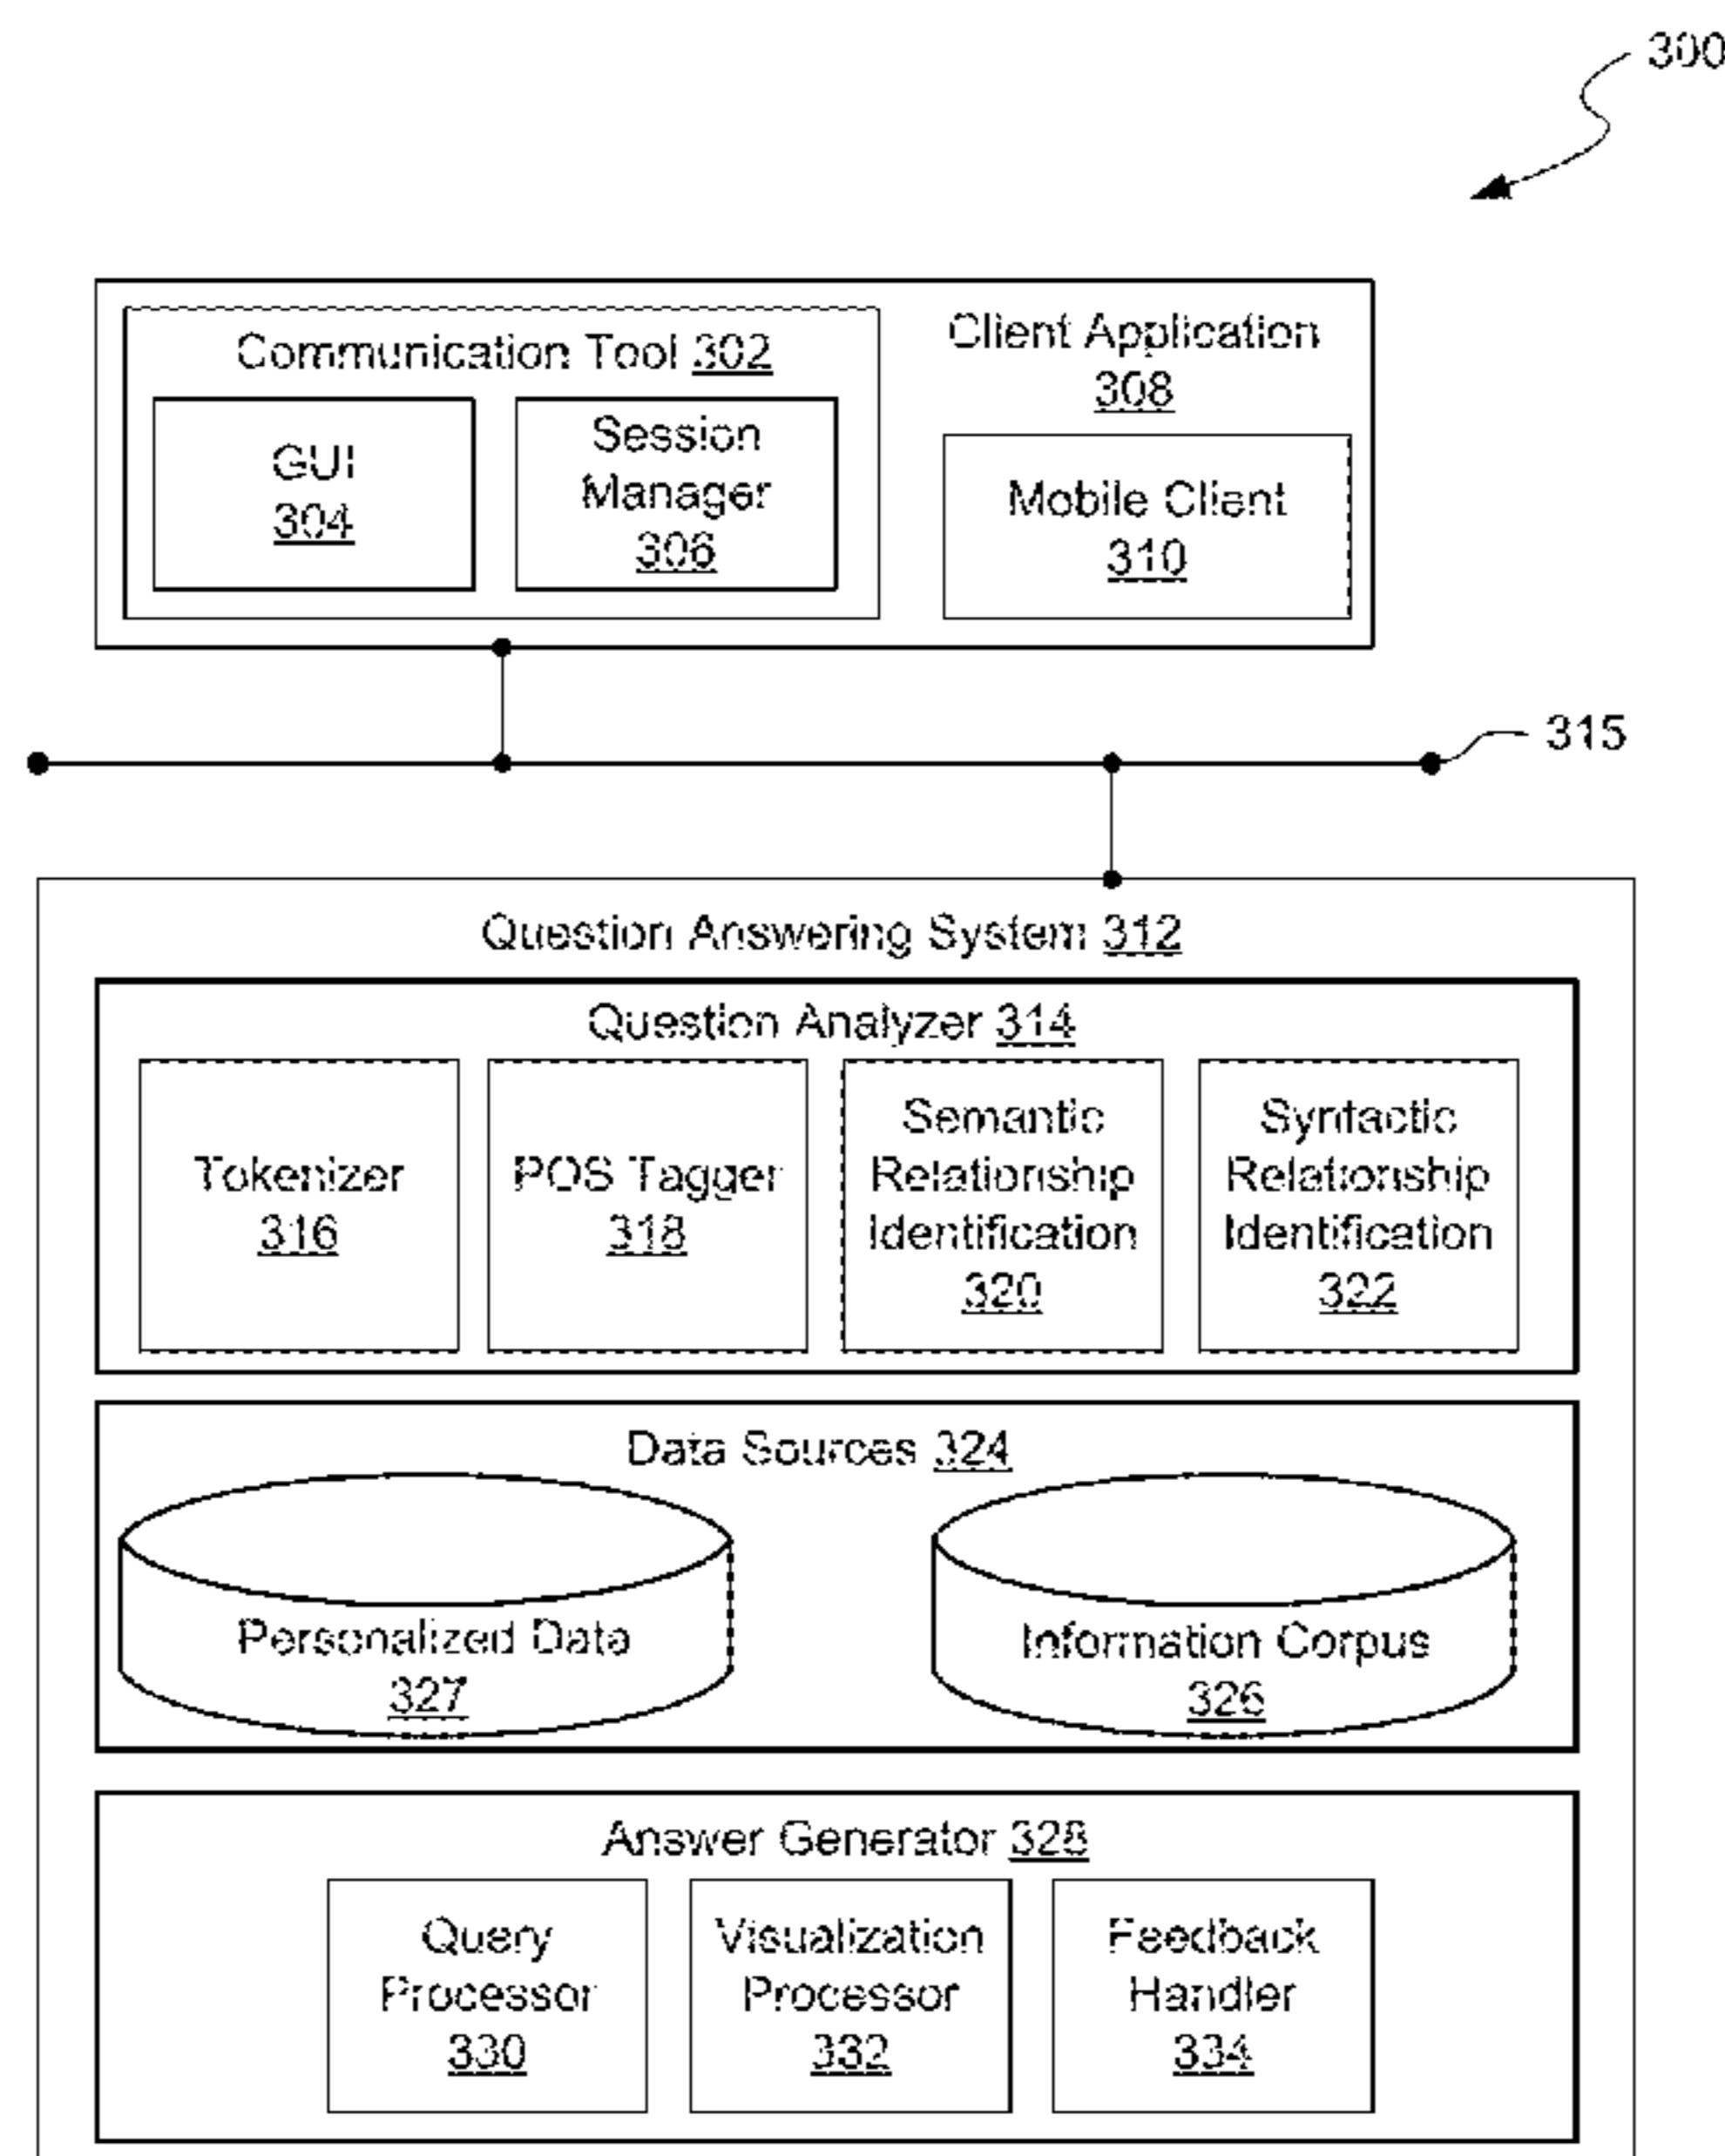 300
Communication Tool 302
Client Application
308
GUI
304
Session
Manager
306
Mobile Client
310
315
Question Answering System 312
Question Analyzer 314
Tokenizer
316
POS Tagger
318
Semantic
Relationship
Identification
320
Syntactic
Relationship
Identification
322
Data Sources 324
Personalized Data
327
Information Corpus
326
Answer Generator 328
Query
Processor
330
Visualization
Processor
332
Feedback
Handler
334